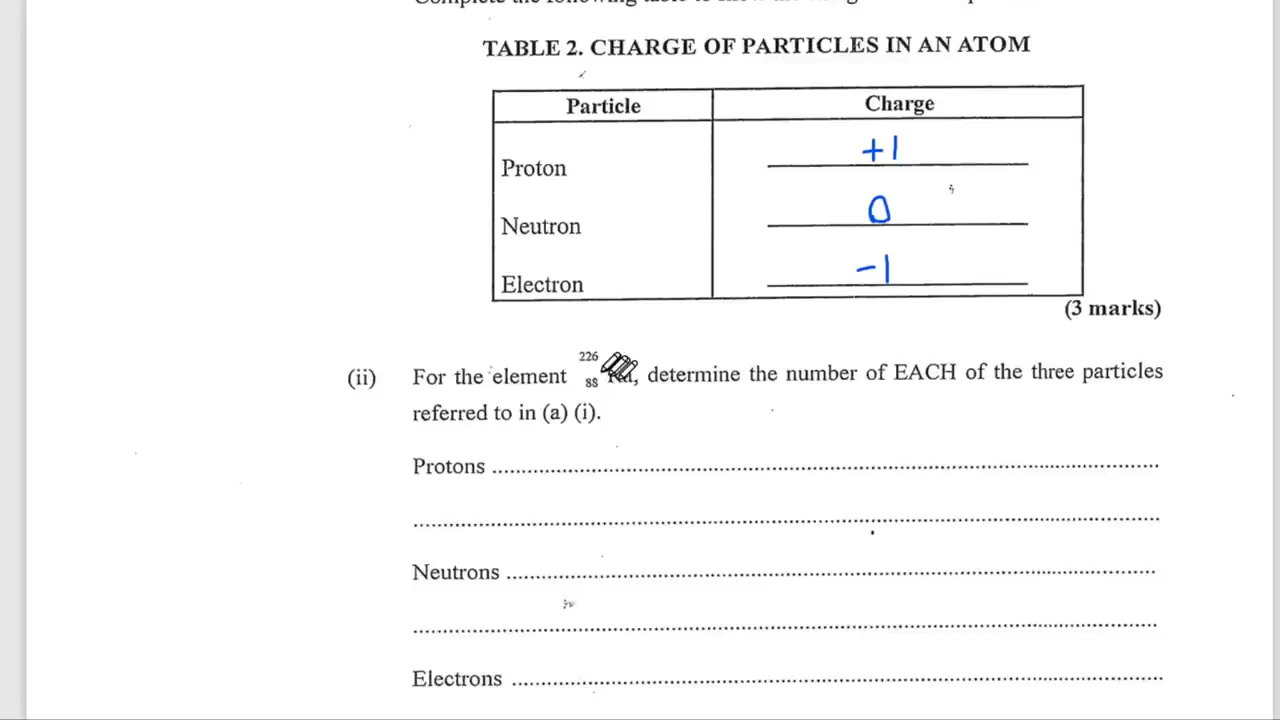 TABLE 2. CHARGE OF PARTICLES IN AN ATOM
Particle Charge
Proton +1
Neutron 0
Electron -1
(3 marks)
(ii) For the element 226 88 , determine the number of EACH of the three particles
referred to in (a) (i).
Protons
Neutrons
Electrons